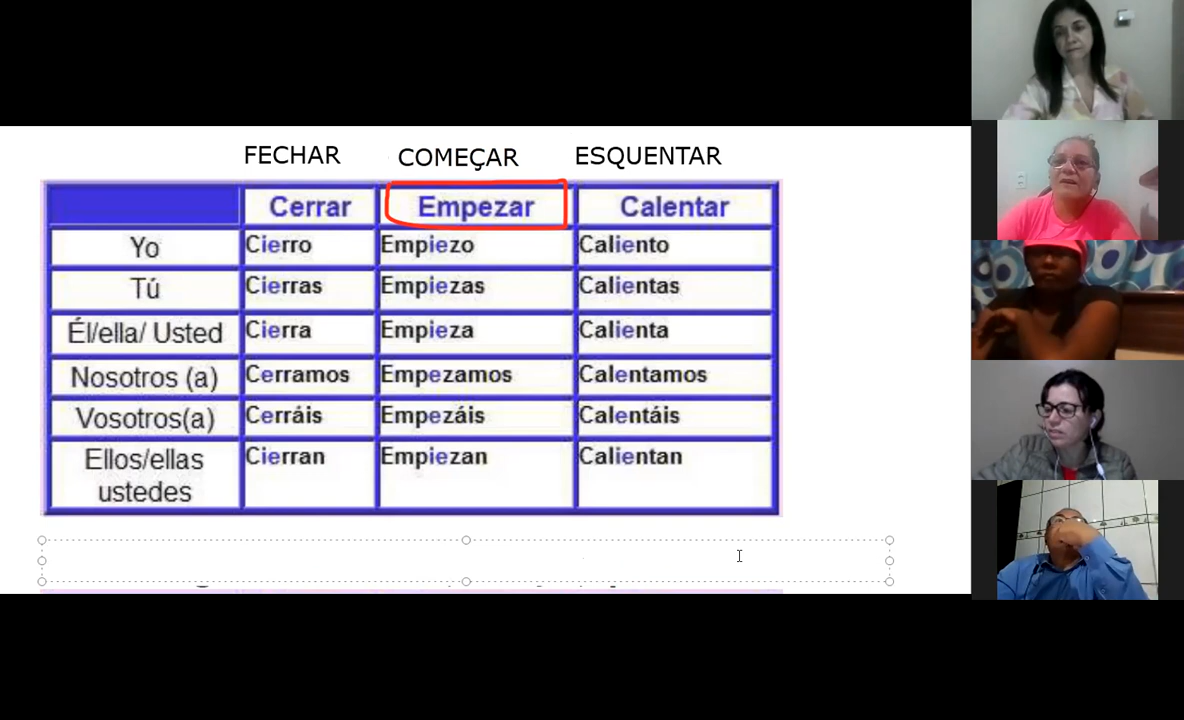 FECHAR COMEÇAR ESQUENTAR
Cerrar Empezar Calentar
Yo Cierro Empiezo Caliento
Tú Cierras Empiezas Calientas
Él/ella/ Usted Cierra Empieza Calienta
Nosotros (a) Cerramos Empezamos Calentamos
Vosotros(a) Cerráis Empezáis Calentáis
Ellos/ellas Cierran Empiezan Calientan
ustedes